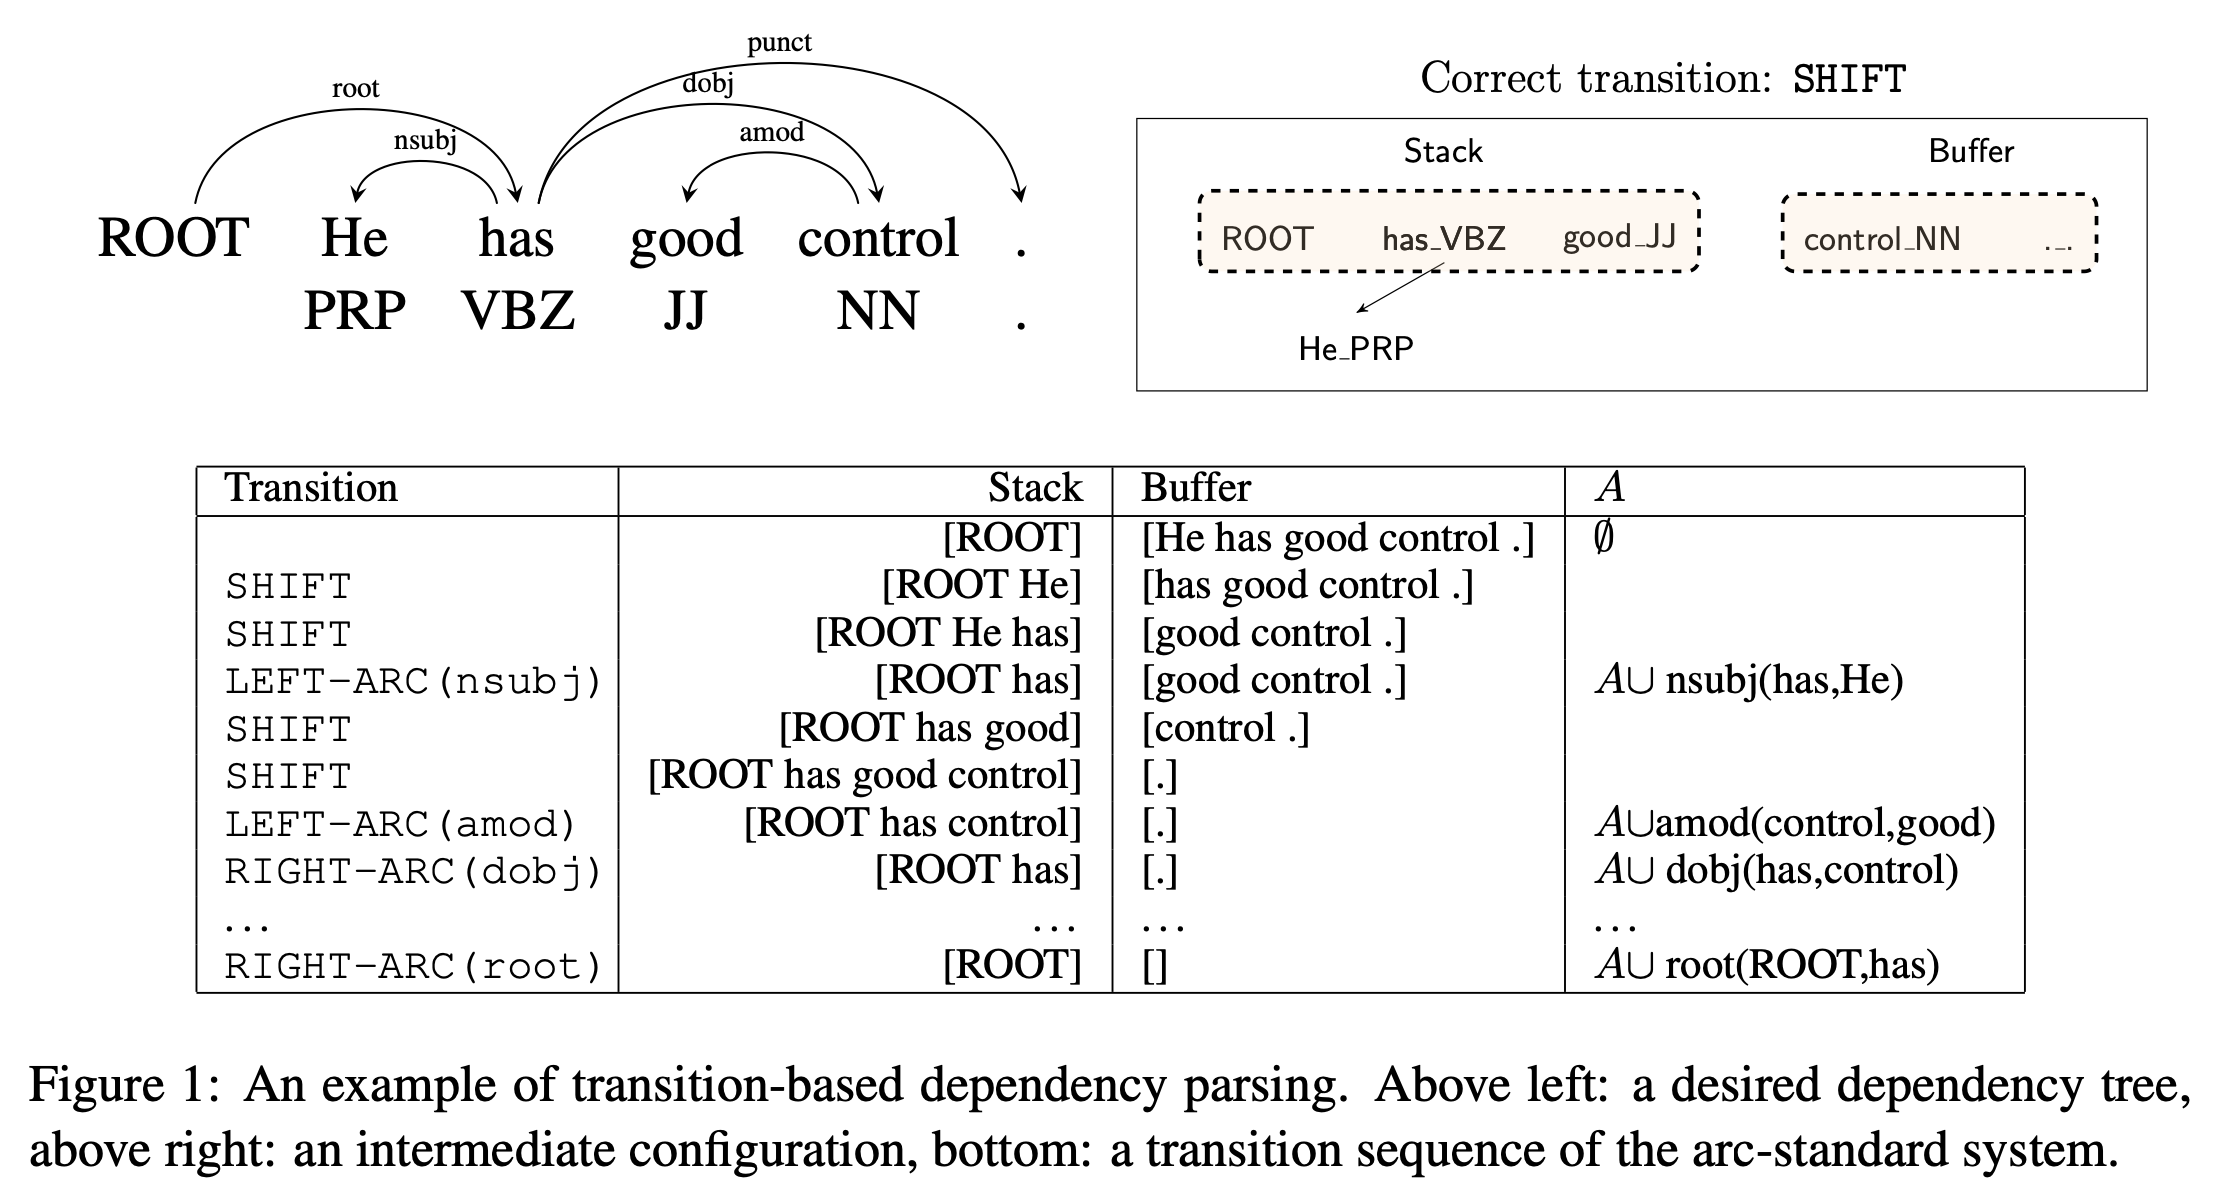 punct
dobj
root
amod
nsubj
ROOT He has good control .
PRP VBZ JJ NN .
Correct transition: SHIFT
Stack Buffer
ROOT has_VBZ good_JJ control_NN ._.
He_PRP
Transition Stack Buffer A
[ROOT] [He has good control .] ∅
SHIFT [ROOT He] [has good control .]
SHIFT [ROOT He has] [good control .]
LEFT-ARC(nsubj) [ROOT has] [good control .] A∪ nsubj(has,He)
SHIFT [ROOT has good] [control .]
SHIFT [ROOT has good control] [.]
LEFT-ARC(amod) [ROOT has control] [.] A∪amod(control,good)
RIGHT-ARC(dobj) [ROOT has] [.] A∪ dobj(has,control)
... ... ... ...
RIGHT-ARC(root) [ROOT] [] A∪ root(ROOT,has)
Figure 1: An example of transition-based dependency parsing. Above left: a desired dependency tree,
above right: an intermediate configuration, bottom: a transition sequence of the arc-standard system.